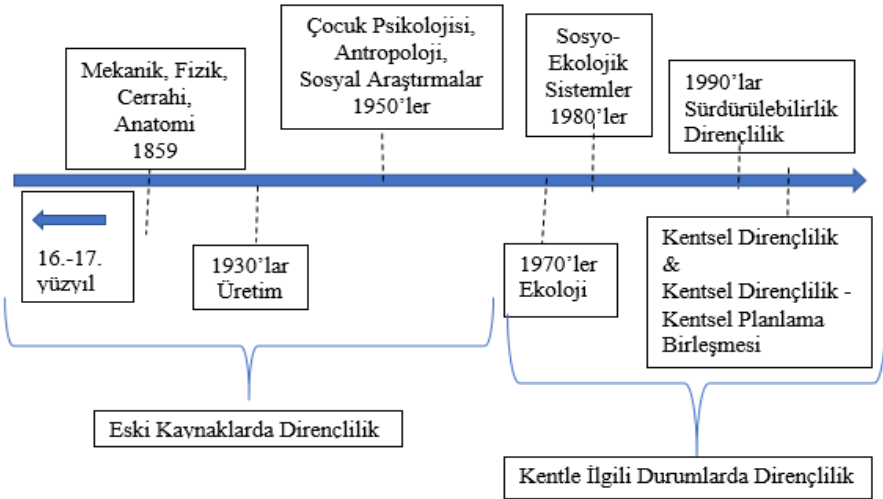 Mekanik, Fizik,
Cerrahi,
Anatomi
1859
Çocuk Psikolojisi,
Antropoloji,
Sosyal Araştırmalar
1950’ler
Sosyo-
Ekolojik
Sistemler
1980’ler
1990’lar
Sürdürülebilirlik
Dirençlilik
16.-17.
yüzyıl
1930’lar
Üretim
1970’ler
Ekoloji
Kentsel Dirençlilik
&
Kentsel Dirençlilik -
Kentsel Planlama
Birleşmesi
Eski Kaynaklarda Dirençlilik
Kentle İlgili Durumlarda Dirençlilik